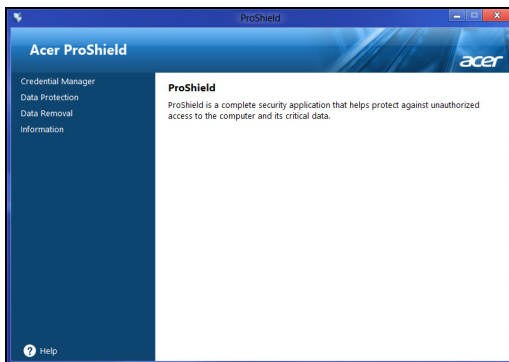 ProShield
Acer ProShield
acer
Credential Manager
Data Protection
Data Removal
Information
ProShield
ProShield is a complete security application that helps protect against unauthorized
access to the computer and its critical data.
? Help